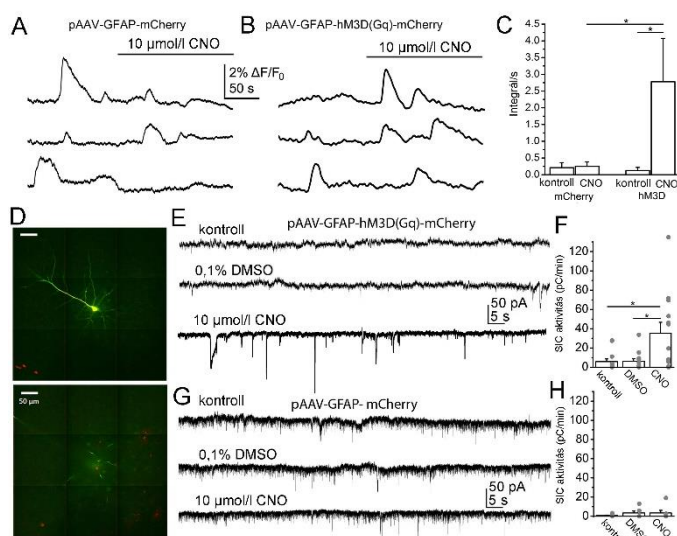 A
pAAV-GFAP-mCherry
10 µmol/l CNO
2% ΔF/F0
50 s
B
pAAV-GFAP-hM3D(Gq)-mCherry
10 µmol/l CNO
C
Integrál/s
4.5
4.0
3.5
3.0
2.5
2.0
1.5
1.0
0.5
0.0
* *
kontroll CNO kontroll CNO
mCherry hM3D
D
50 µm
E
pAAV-GFAP-hM3D(Gq)-mCherry
kontroll
0,1% DMSO
50 pA
5 s
10 µmol/l CNO
F
SIC aktivitás (pC/min)
140
120
100
80
60
40
20
0
*
*
kontroll DMSO CNO
G
pAAV-GFAP- mCherry
kontroll
0,1% DMSO
50 pA
5 s
10 µmol/l CNO
H
SIC aktivitás (pC/min)
120
100
80
60
40
20
0
DMSO CNO